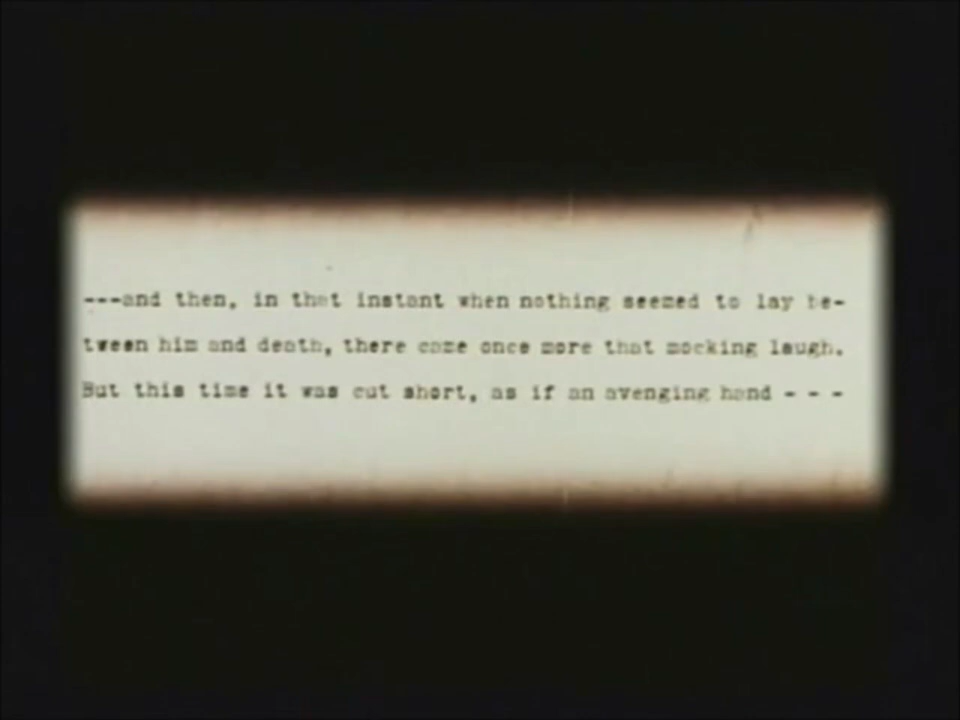 ---and then, in that instant when nothing seemed to lay be-
tween him and death, there came once more that mocking laugh.
But this time it was cut short, as if an avenging hand - - -